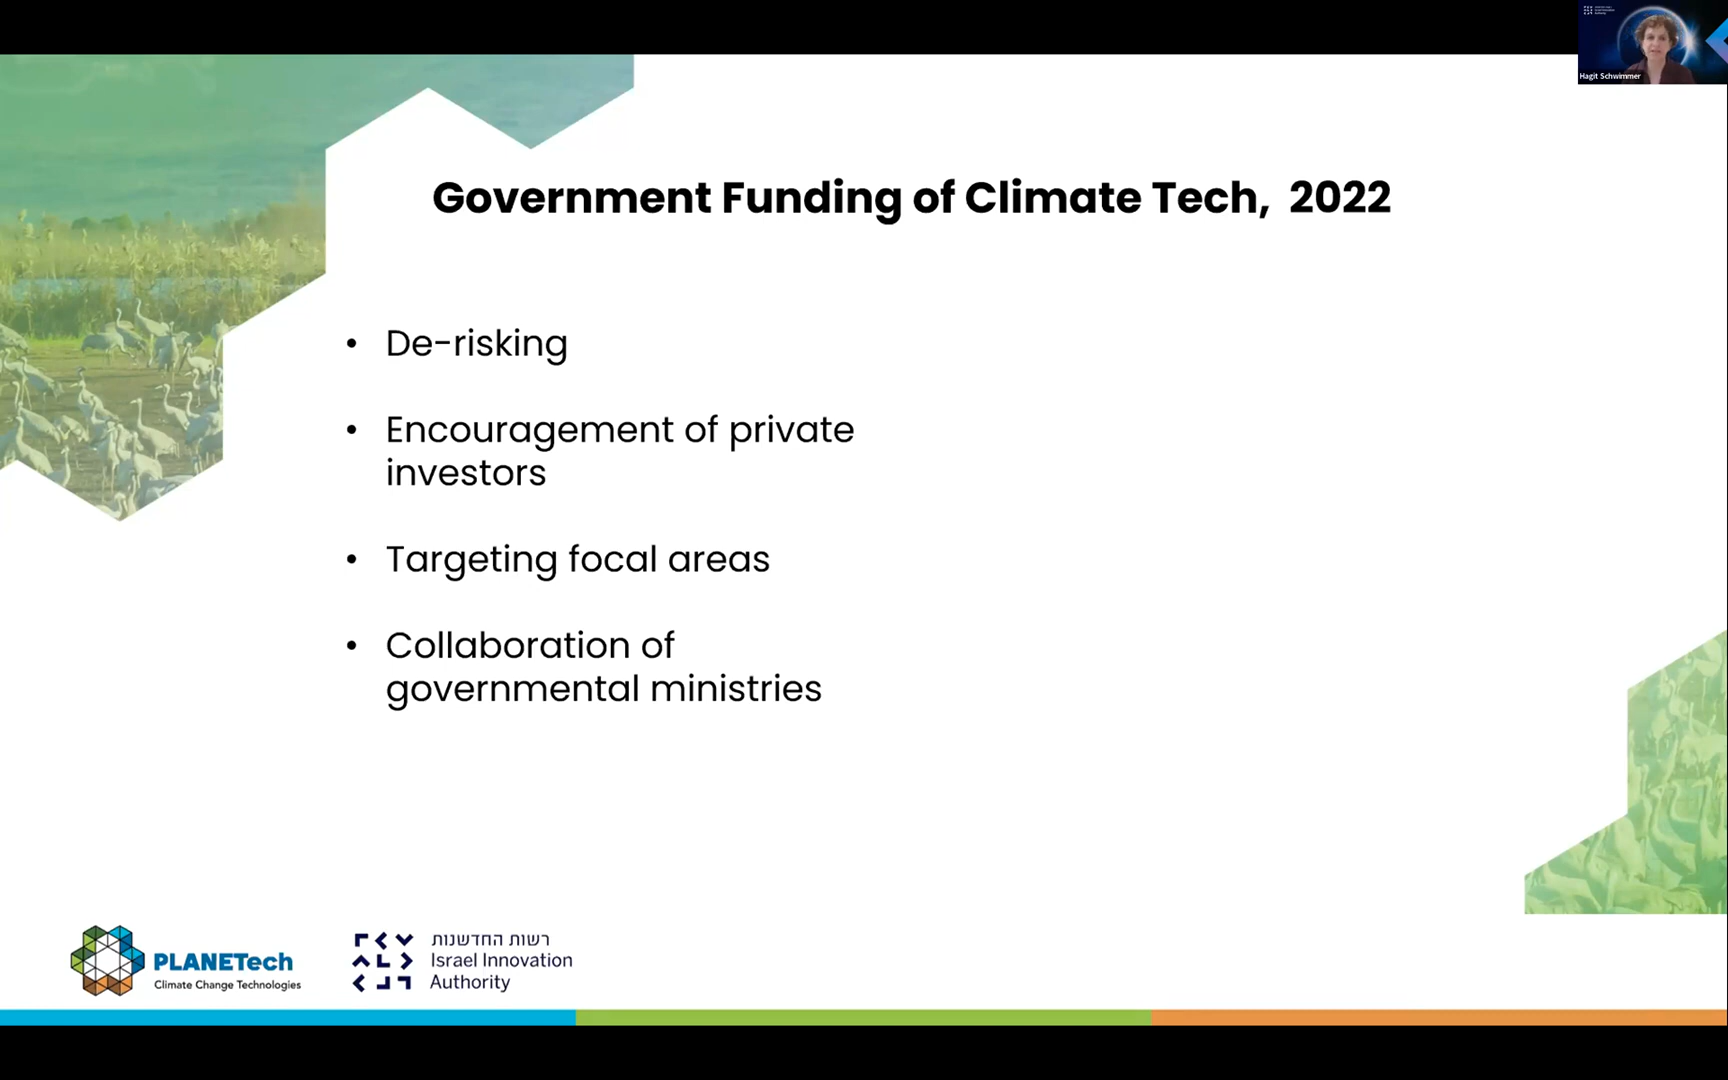 Hagit Schwimmer
Government Funding of Climate Tech, 2022
• De-risking
• Encouragement of private
investors
• Targeting focal areas
• Collaboration of
governmental ministries
PLANETech
Climate Change Technologies
רשות החדשנות
Israel Innovation
Authority